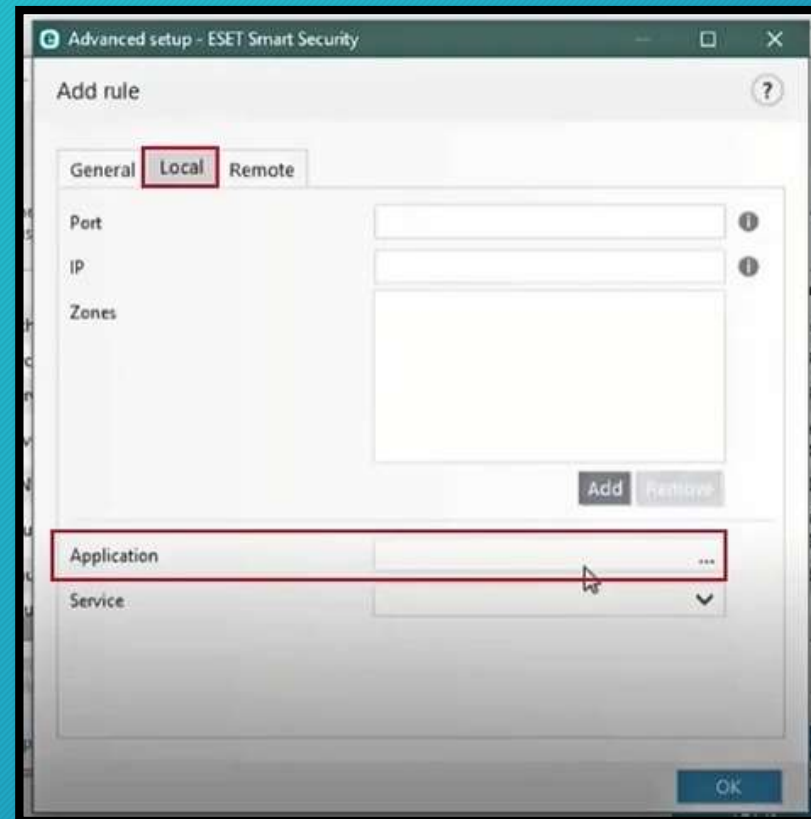 Advanced setup - ESET Smart Security
Add rule
?
General Local Remote
Port
IP
Zones
Add Remove
Application ...
Service
OK